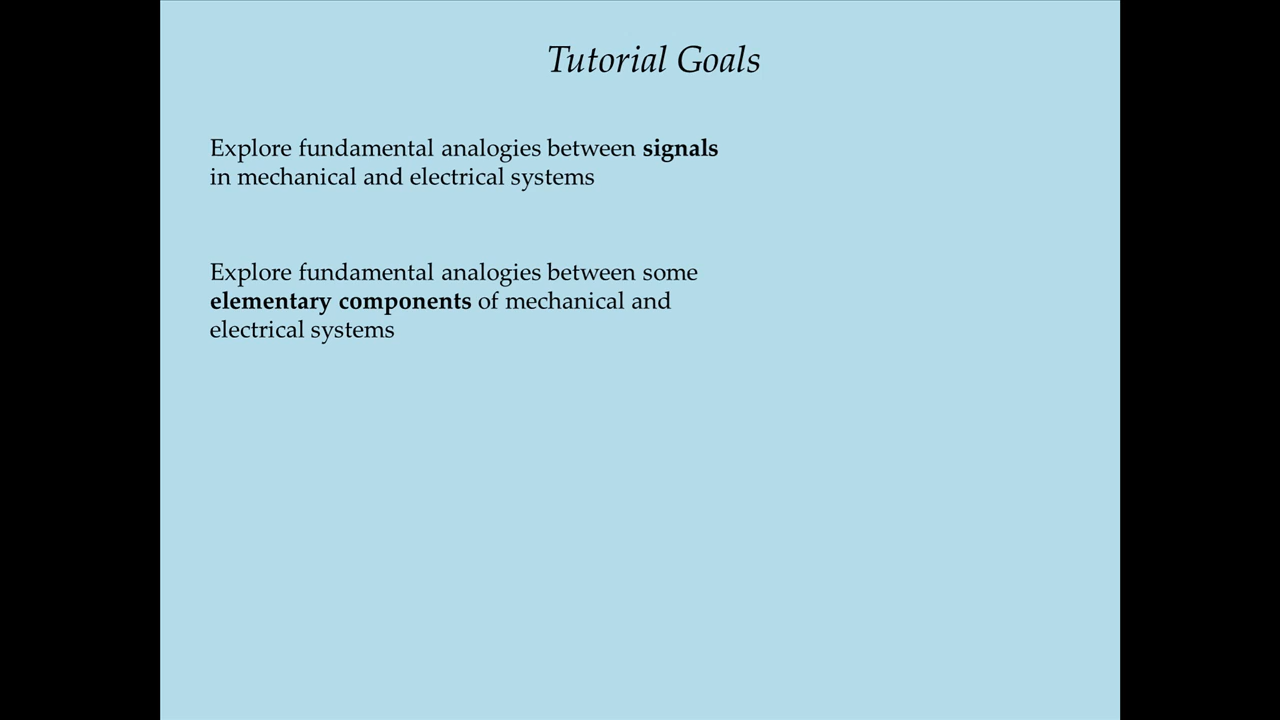 Tutorial Goals
Explore fundamental analogies between signals
in mechanical and electrical systems
Explore fundamental analogies between some
elementary components of mechanical and
electrical systems